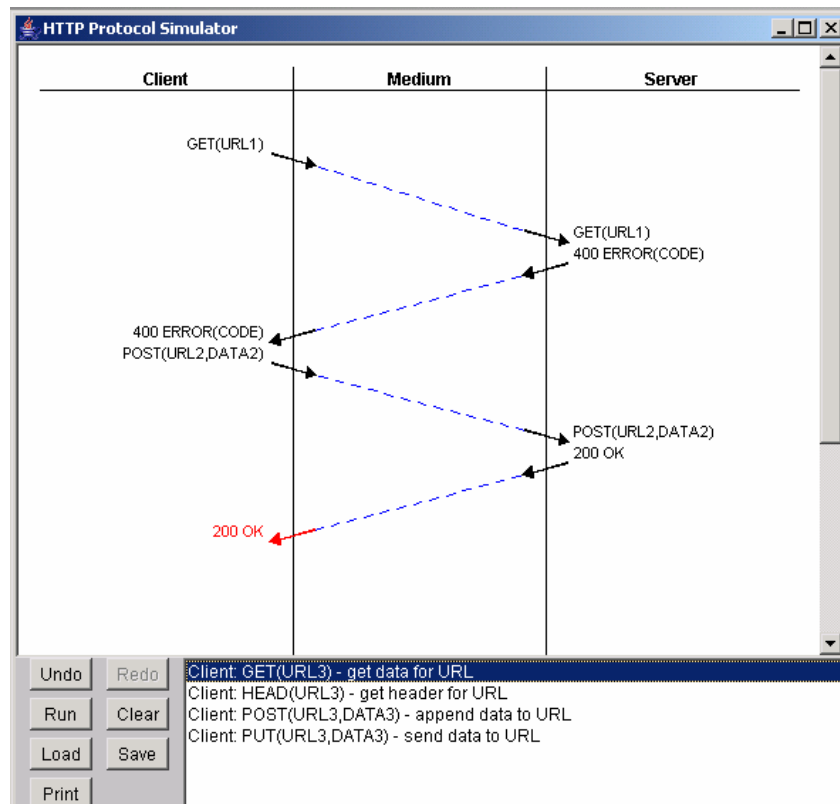 HTTP Protocol Simulator
Client Medium Server
GET(URL1)
GET(URL1)
400 ERROR(CODE)
400 ERROR(CODE)
POST(URL2,DATA2)
POST(URL2,DATA2)
200 OK
200 OK
Undo Redo
Run Clear
Load Save
Print
Client: GET(URL3) - get data for URL
Client: HEAD(URL3) - get header for URL
Client: POST(URL3,DATA3) - append data to URL
Client: PUT(URL3,DATA3) - send data to URL